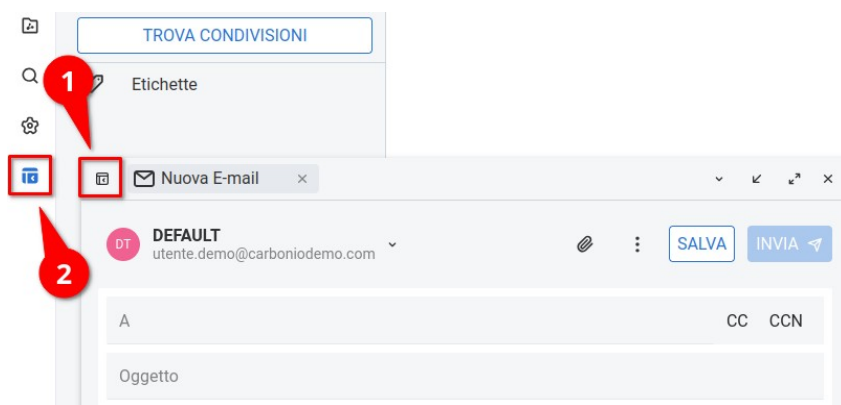 TROVA CONDIVISIONI
1
Etichette
Nuova E-mail
DT
DEFAULT
utente.demo@carboniodemo.com
SALVA
INVIA
2
A
CC CCN
Oggetto